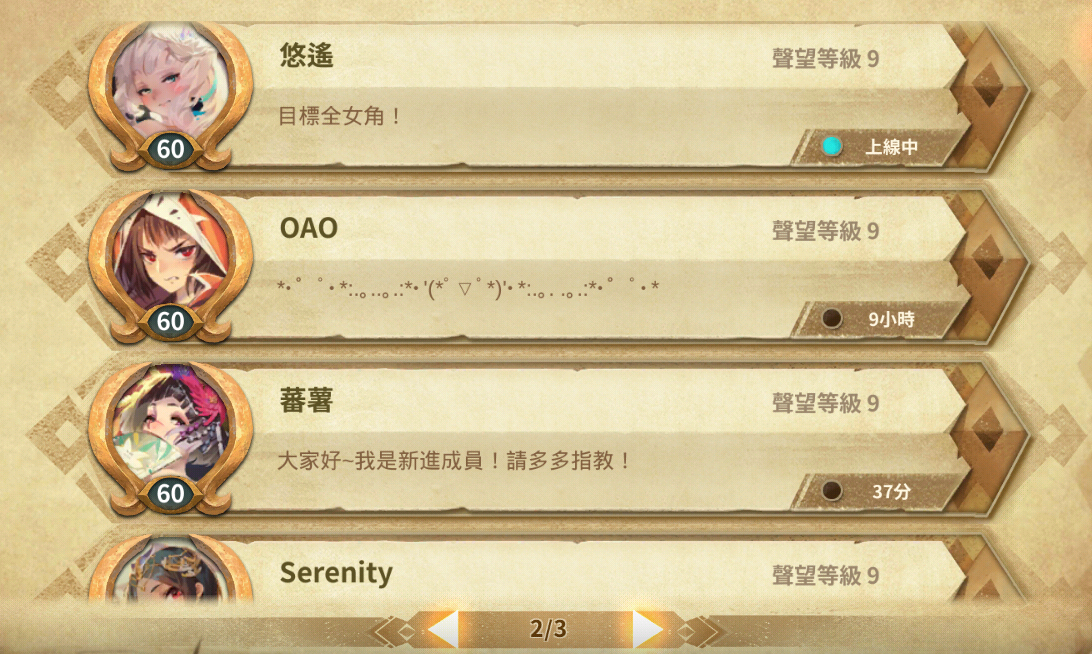 悠遙
聲望等級 9
目標全女角！
60
上線中
OAO
聲望等級 9
*•゜゜•*:..。..。.:*•'(*゜▽゜*)'•*:..。. .。.:*•゜゜•*
60
9小時
蕃薯
聲望等級 9
大家好~我是新進成員！請多多指教！
60
37分
Serenity
聲望等級 9
2/3